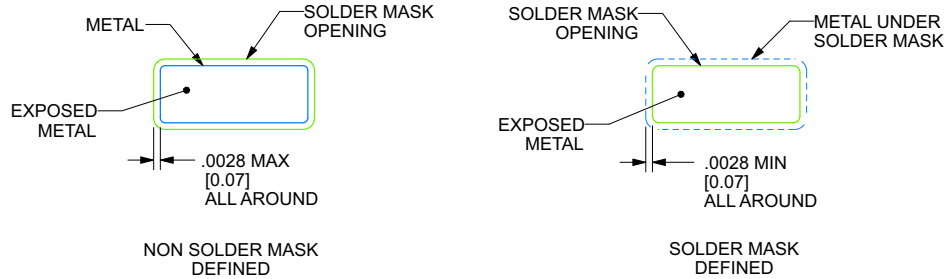 METAL
SOLDER MASK
OPENING
EXPOSED
METAL
.0028 MAX
[0.07]
ALL AROUND
NON SOLDER MASK
DEFINED
SOLDER MASK
OPENING
METAL UNDER
SOLDER MASK
EXPOSED
METAL
.0028 MIN
[0.07]
ALL AROUND
SOLDER MASK
DEFINED